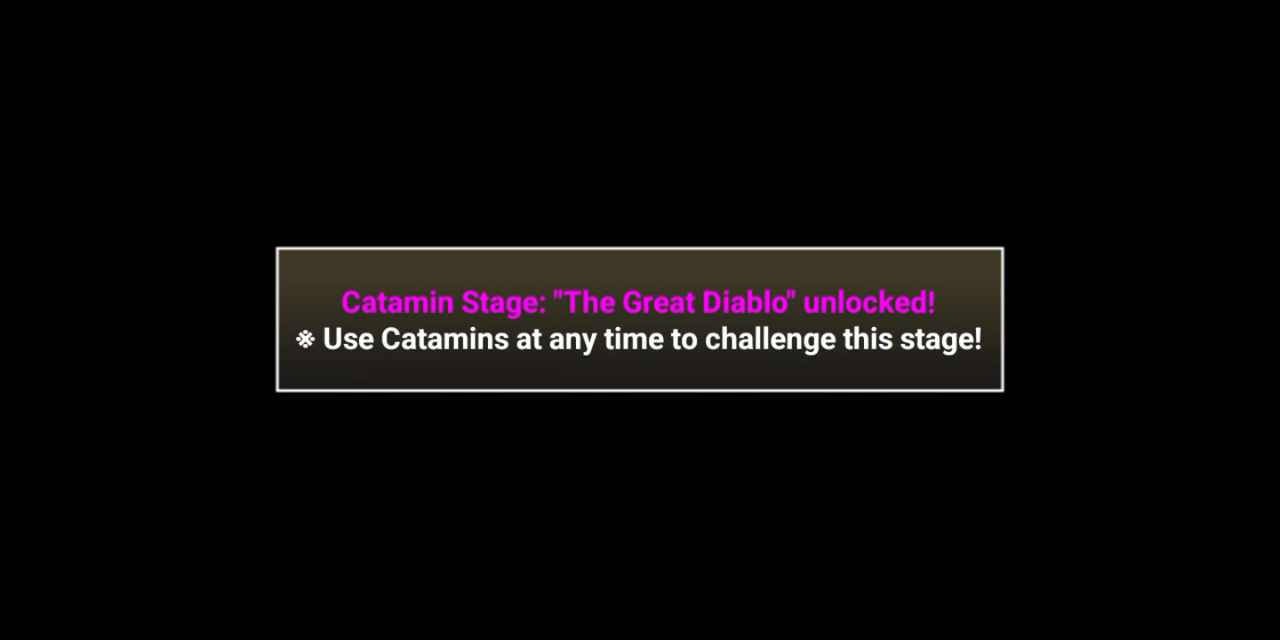 Catamin Stage: "The Great Diablo" unlocked!
※ Use Catamins at any time to challenge this stage!